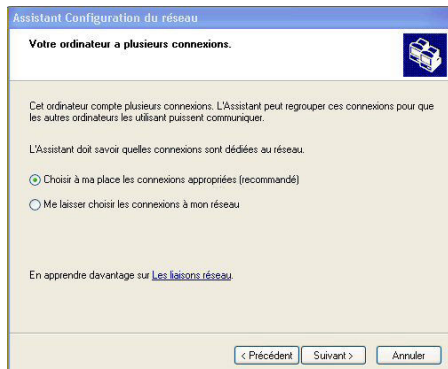 Assistant Configuration du réseau
Votre ordinateur a plusieurs connexions.
Cet ordinateur compte plusieurs connexions. L'Assistant peut regrouper ces connexions pour que
les autres ordinateurs les utilisant puissent communiquer.
L'Assistant doit savoir quelles connexions sont dédiées au réseau.
Choisir à ma place les connexions appropriées (recommandé)
Me laisser choisir les connexions à mon réseau
En apprendre davantage sur Les liaisons réseau.
< Précédent Suivant > Annuler